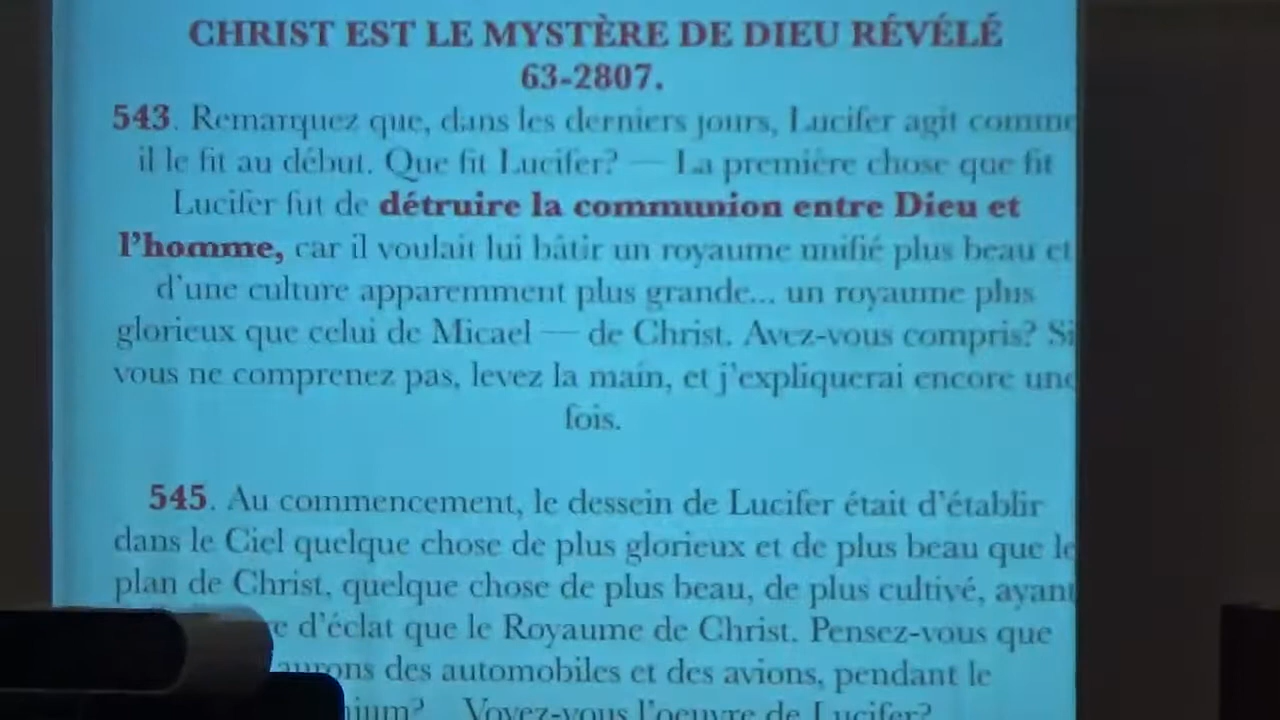 CHRIST EST LE MYSTÈRE DE DIEU RÉVÉLÉ
63-2807.
543. Remarquez que, dans les derniers jours, Lucifer agit comme
il le fit au début. Que fit Lucifer? — La première chose que fit
Lucifer fut de détruire la communion entre Dieu et
l'homme, car il voulait lui bâtir un royaume unifié plus beau et
d'une culture apparemment plus grande... un royaume plus
glorieux que celui de Micael — de Christ. Avez-vous compris? Si
vous ne comprenez pas, levez la main, et j'expliquerai encore une
fois.
545. Au commencement, le dessein de Lucifer était d'établir
dans le Ciel quelque chose de plus glorieux et de plus beau que le
plan de Christ, quelque chose de plus beau, de plus cultivé, ayant
d'éclat que le Royaume de Christ. Pensez-vous que
des automobiles et des avions, pendant le
Voyez-vous l'oeuvre de Lucifer?